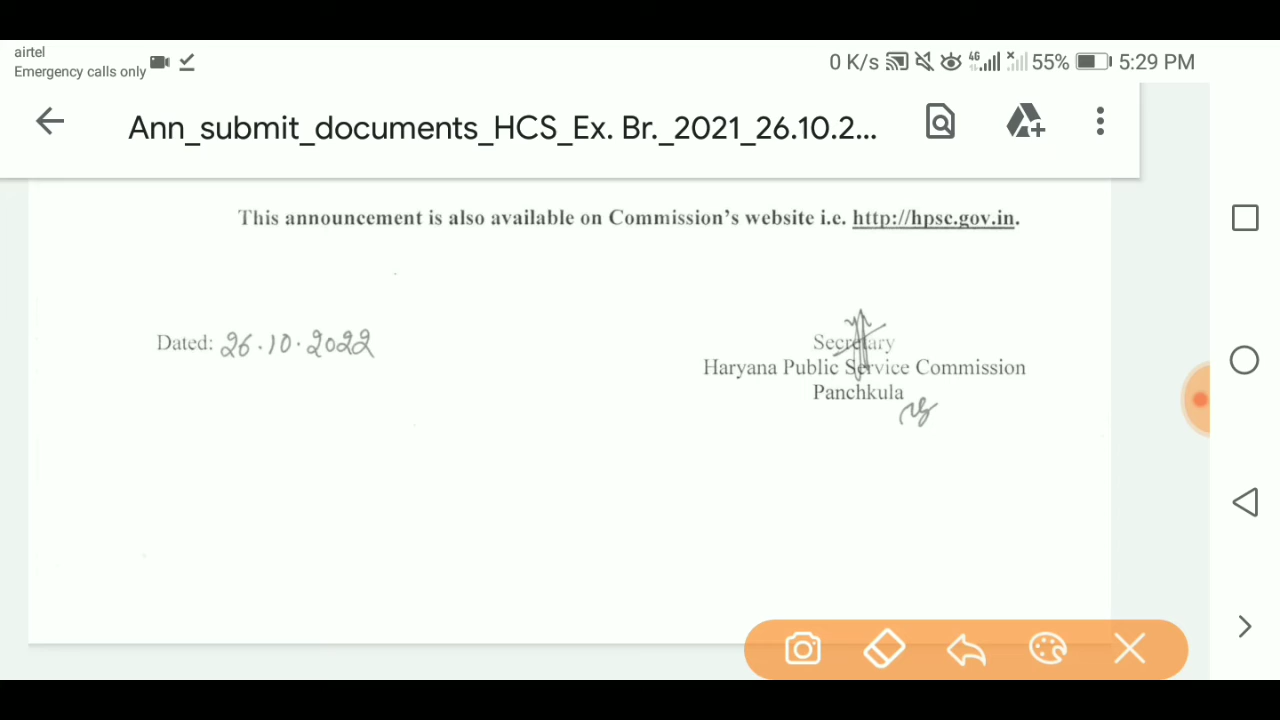 airtel
Emergency calls only
0 K/s 4G 55% 5:29 PM
Ann_submit_documents_HCS_Ex. Br._2021_26.10.2...
This announcement is also available on Commission's website i.e. http://hpsc.gov.in.
Dated: 26.10.2022
Secretary
Haryana Public Service Commission
Panchkula